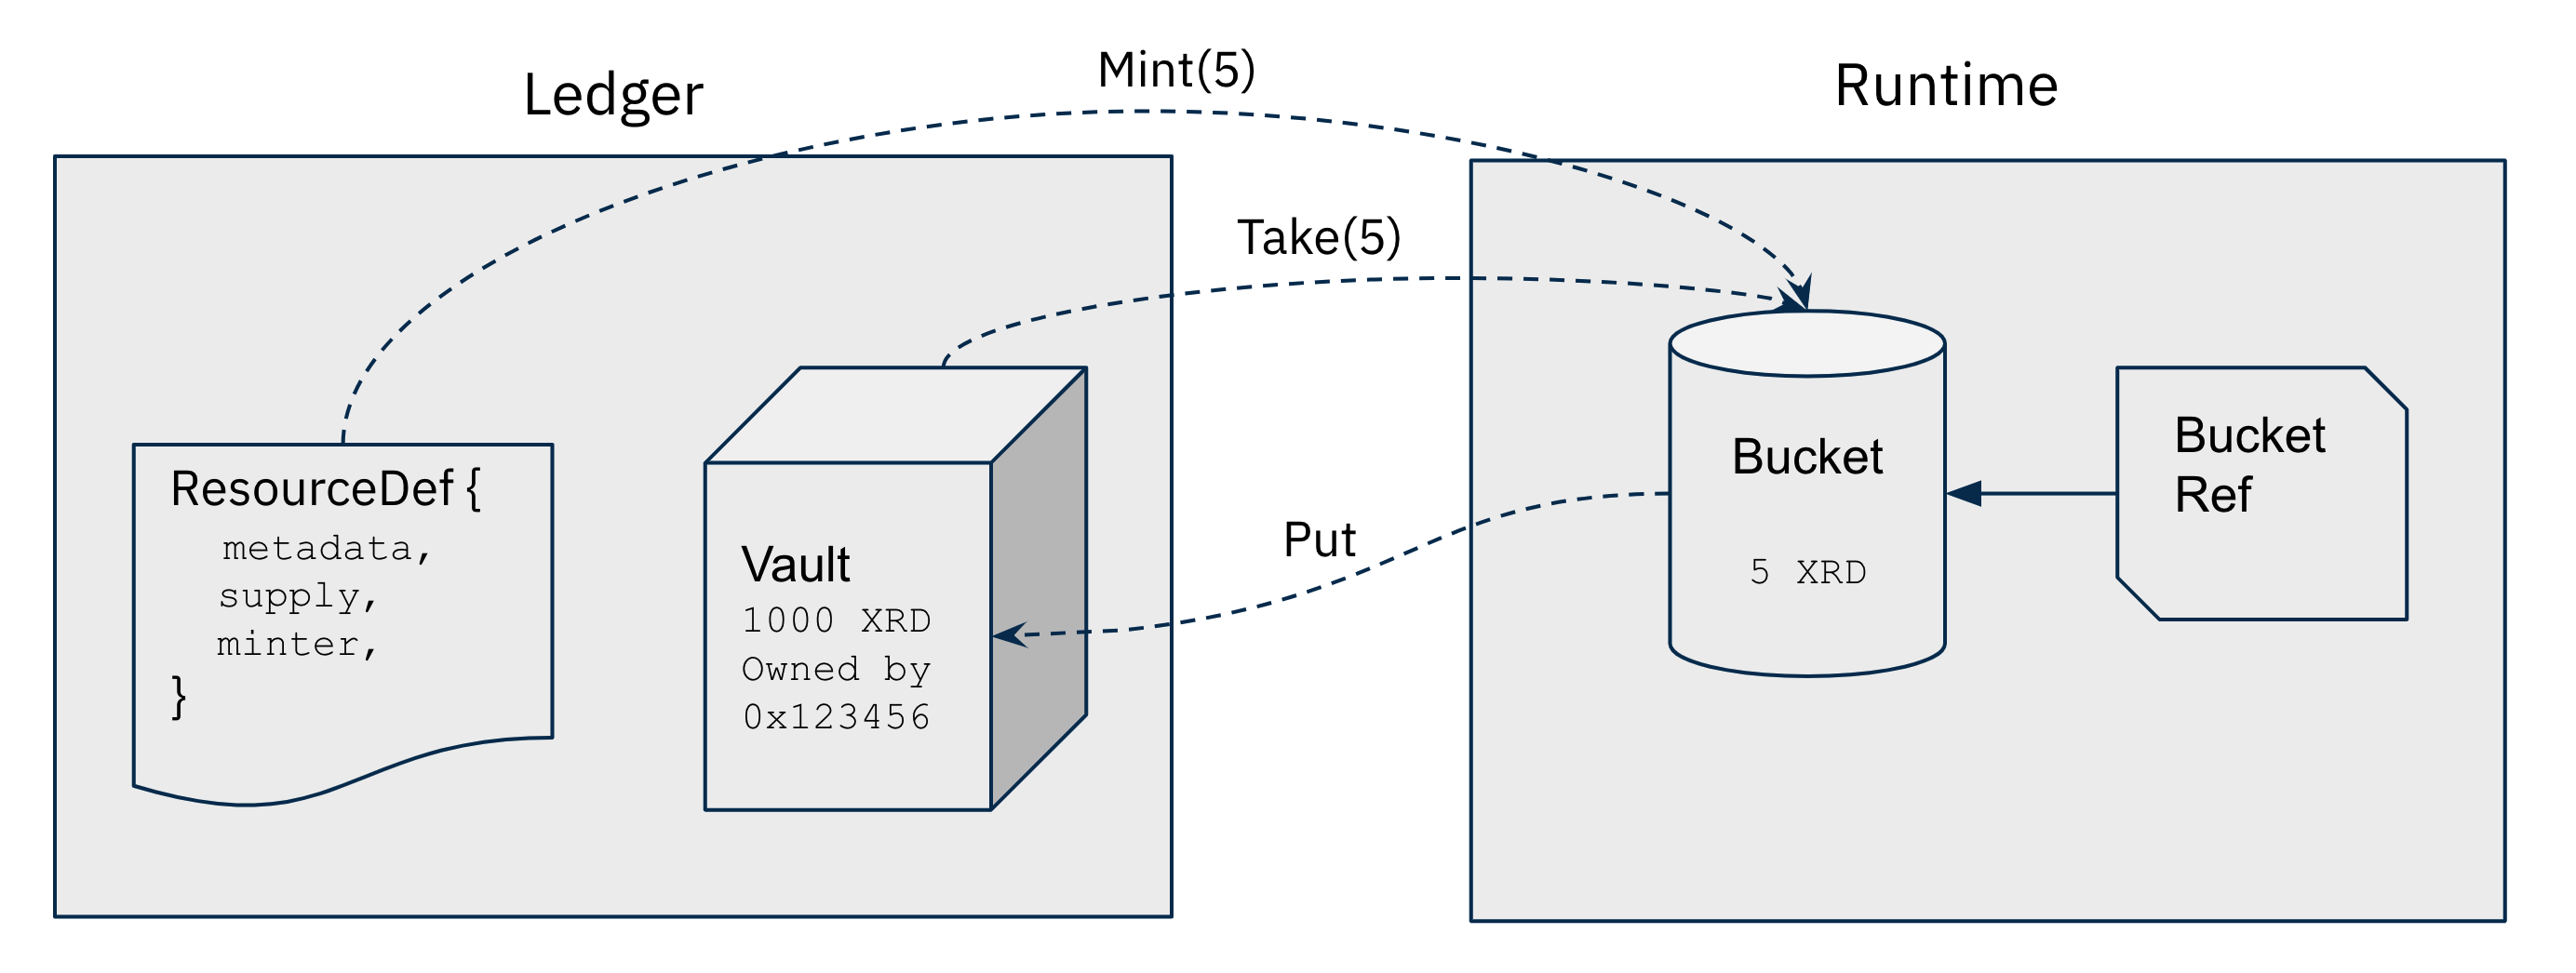 Ledger
Mint(5)
Runtime
Take(5)
ResourceDef {
metadata,
supply,
minter,
}
Vault
1000 XRD
Owned by
0x123456
Put
Bucket
5 XRD
Bucket
Ref